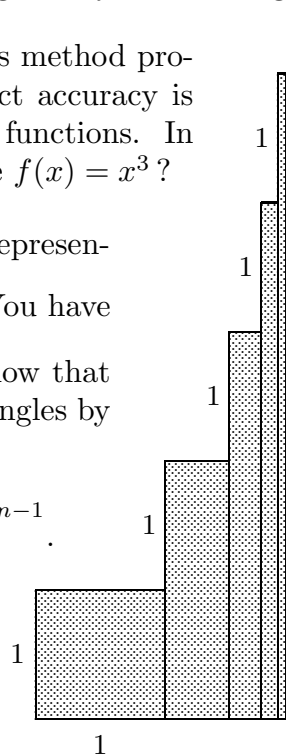 s method pro-
ct accuracy is
functions. In
f(x) = x³ ?
epresen-
You have
ow that
ngles by
n−1
.
1
1
1
1
1
1